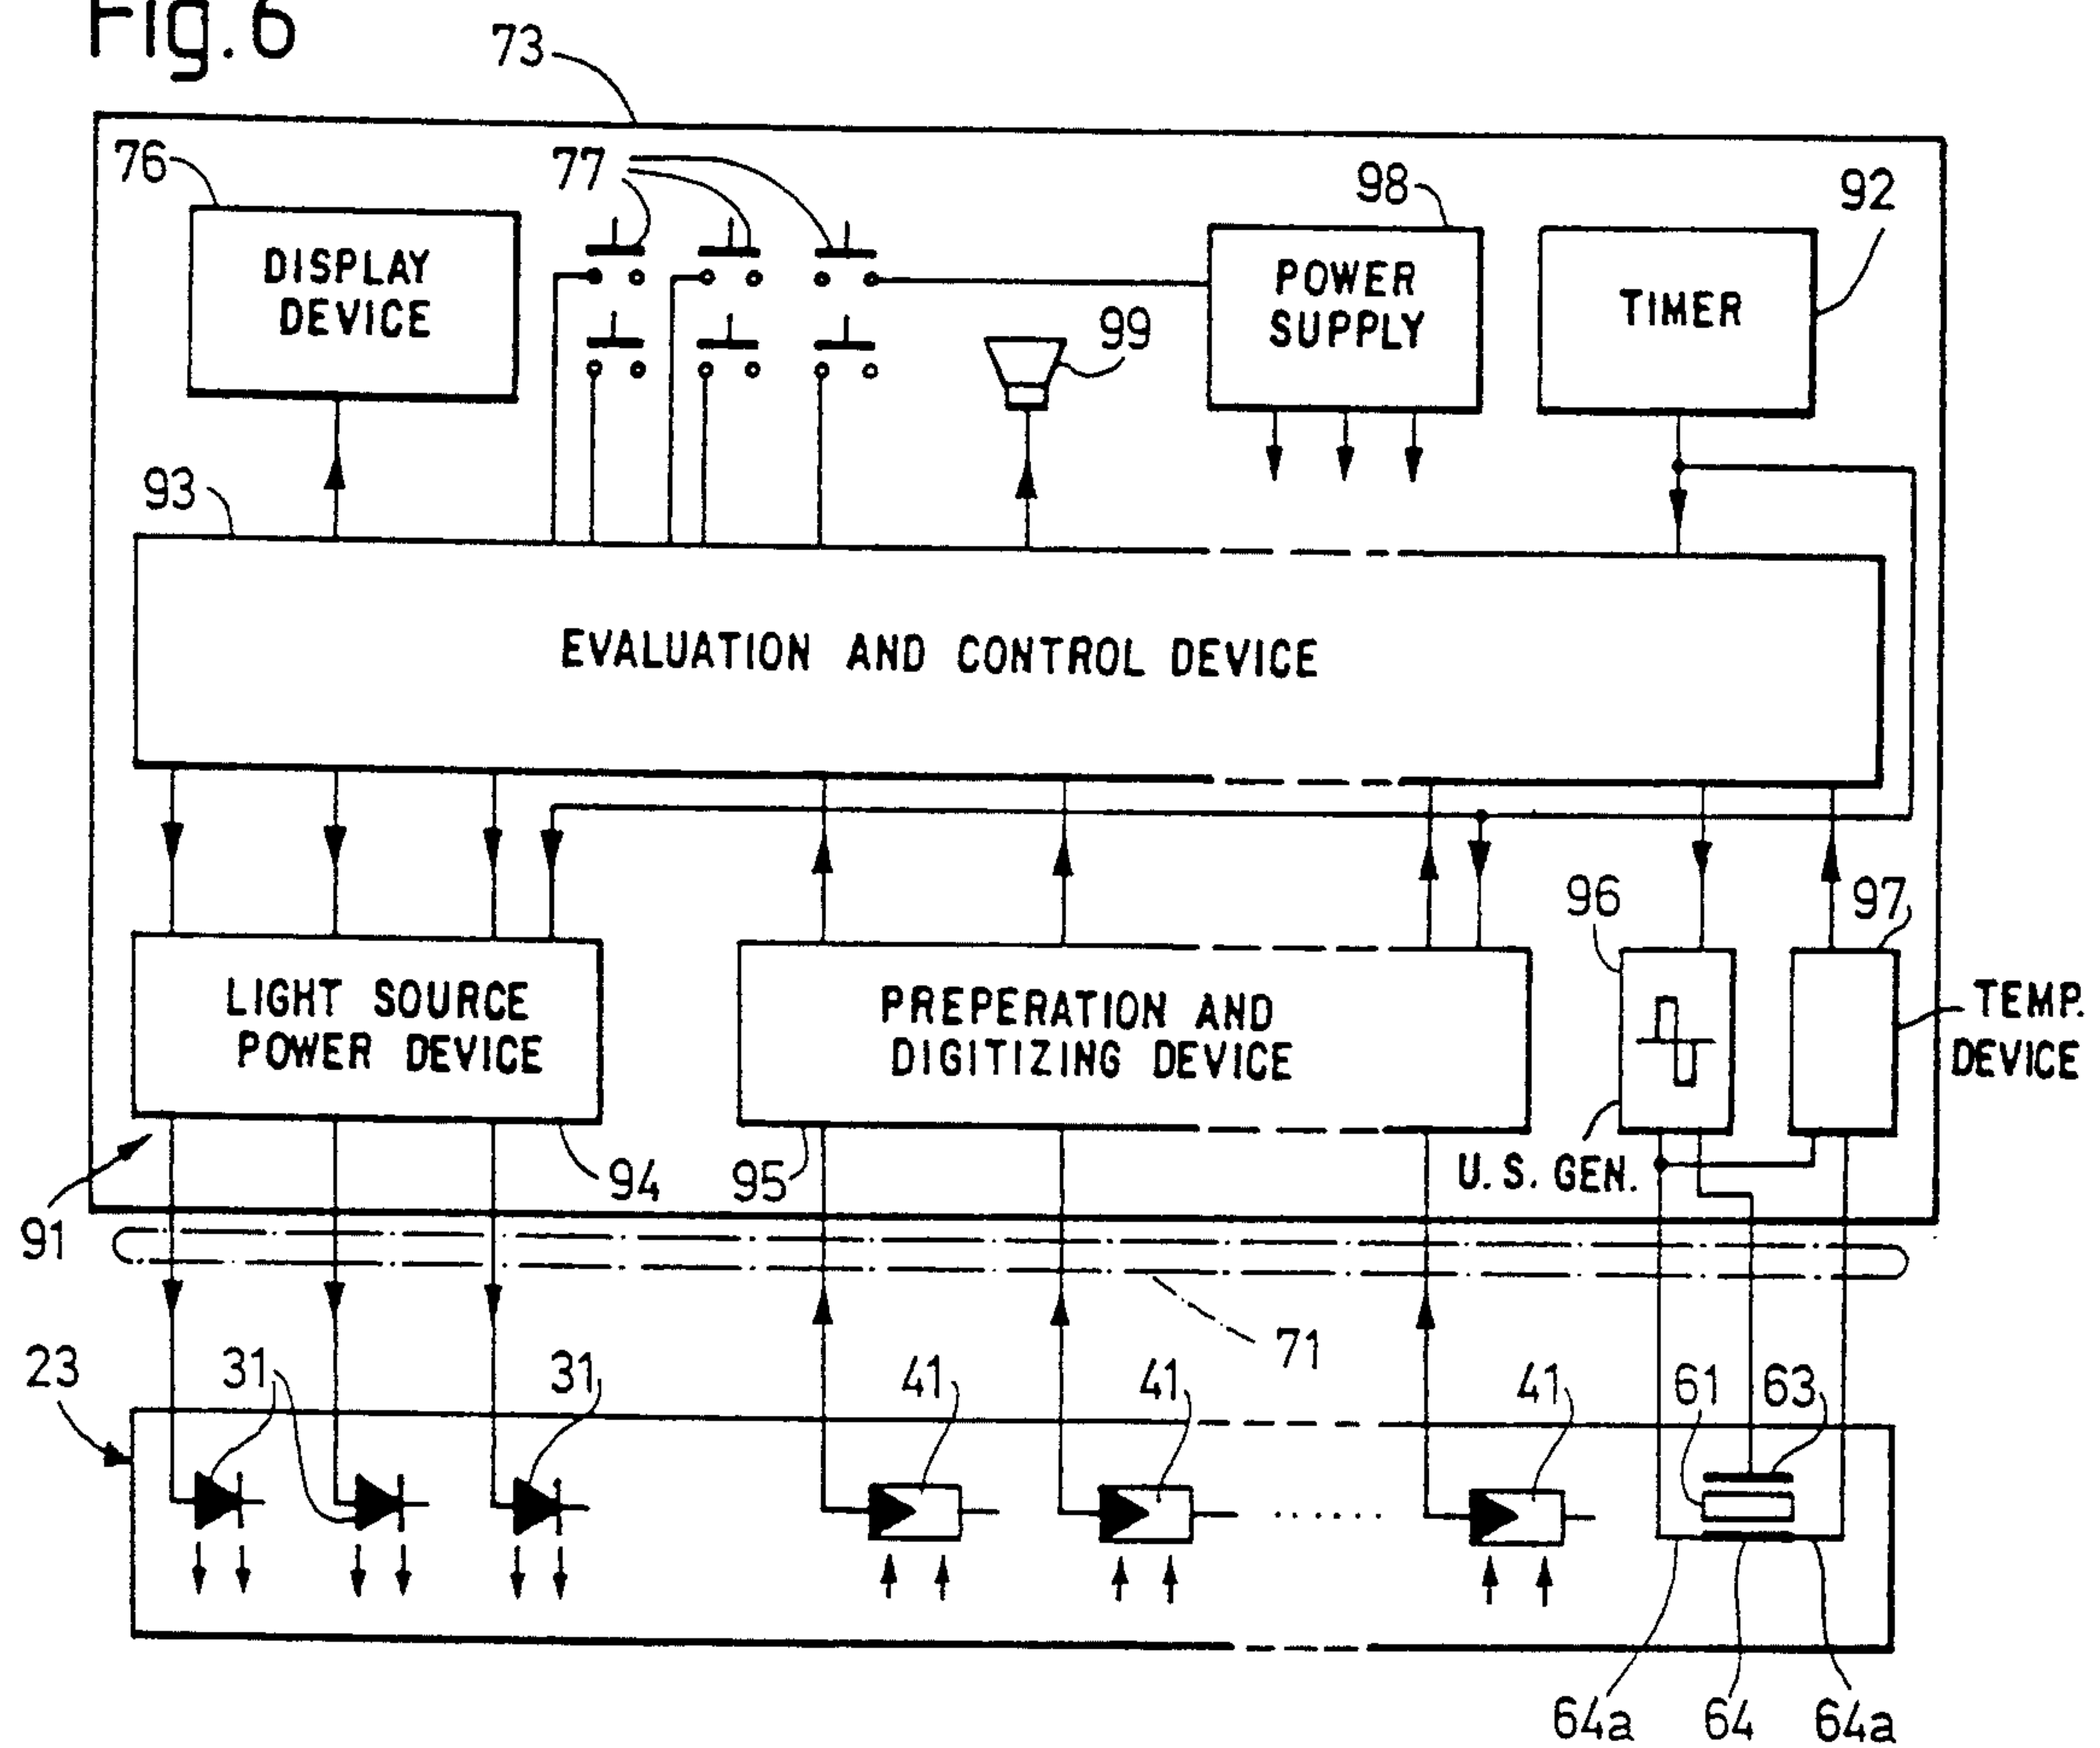 Fig. 6
73
76
77
98
92
DISPLAY
DEVICE
POWER
SUPPLY
TIMER
99
93
EVALUATION AND CONTROL DEVICE
96
97
LIGHT SOURCE
POWER DEVICE
PREPERATION AND
DIGITIZING DEVICE
TEMP.
DEVICE
91
94
95
U.S. GEN.
71
23
31
31
41
41
41
61
63
64a
64
64a